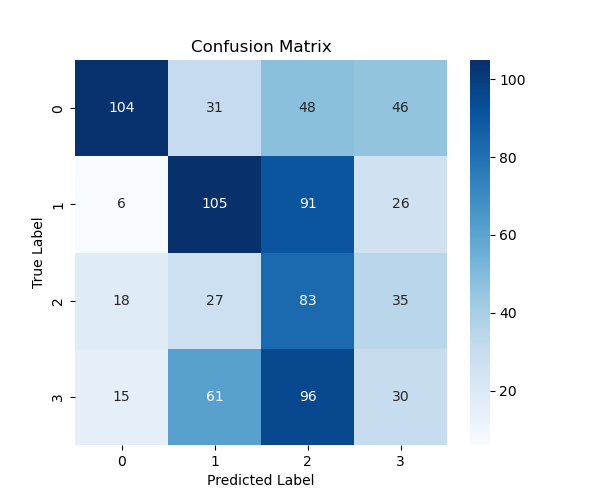 Confusion Matrix
True Label
0 104 31 48 46
1 6 105 91 26
2 18 27 83 35
3 15 61 96 30
0 1 2 3
Predicted Label
100
80
60
40
20